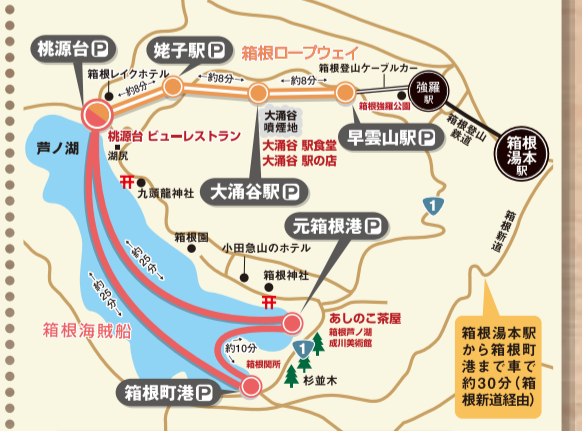 桃源台 P
姥子駅 P
箱根ロープウェイ
箱根レイクホテル
約8分
約8分
約8分
箱根登山ケーブルカー
強羅
駅
箱根強羅公園
箱根登山
鉄道
箱根
湯本
駅
芦ノ湖
桃源台 ビューレストラン
湖尻
大涌谷
噴煙地
大涌谷 駅食堂
大涌谷 駅の店
早雲山駅 P
九頭龍神社
大涌谷駅 P
1
元箱根港 P
箱根新道
箱根園
小田急山のホテル
箱根神社
約25分
約25分
箱根海賊船
あしのこ茶屋
箱根芦ノ湖
成川美術館
約10分
箱根関所
1
杉並木
箱根町港 P
箱根湯本駅
から箱根町
港まで車で
約30分(箱
根新道経由)